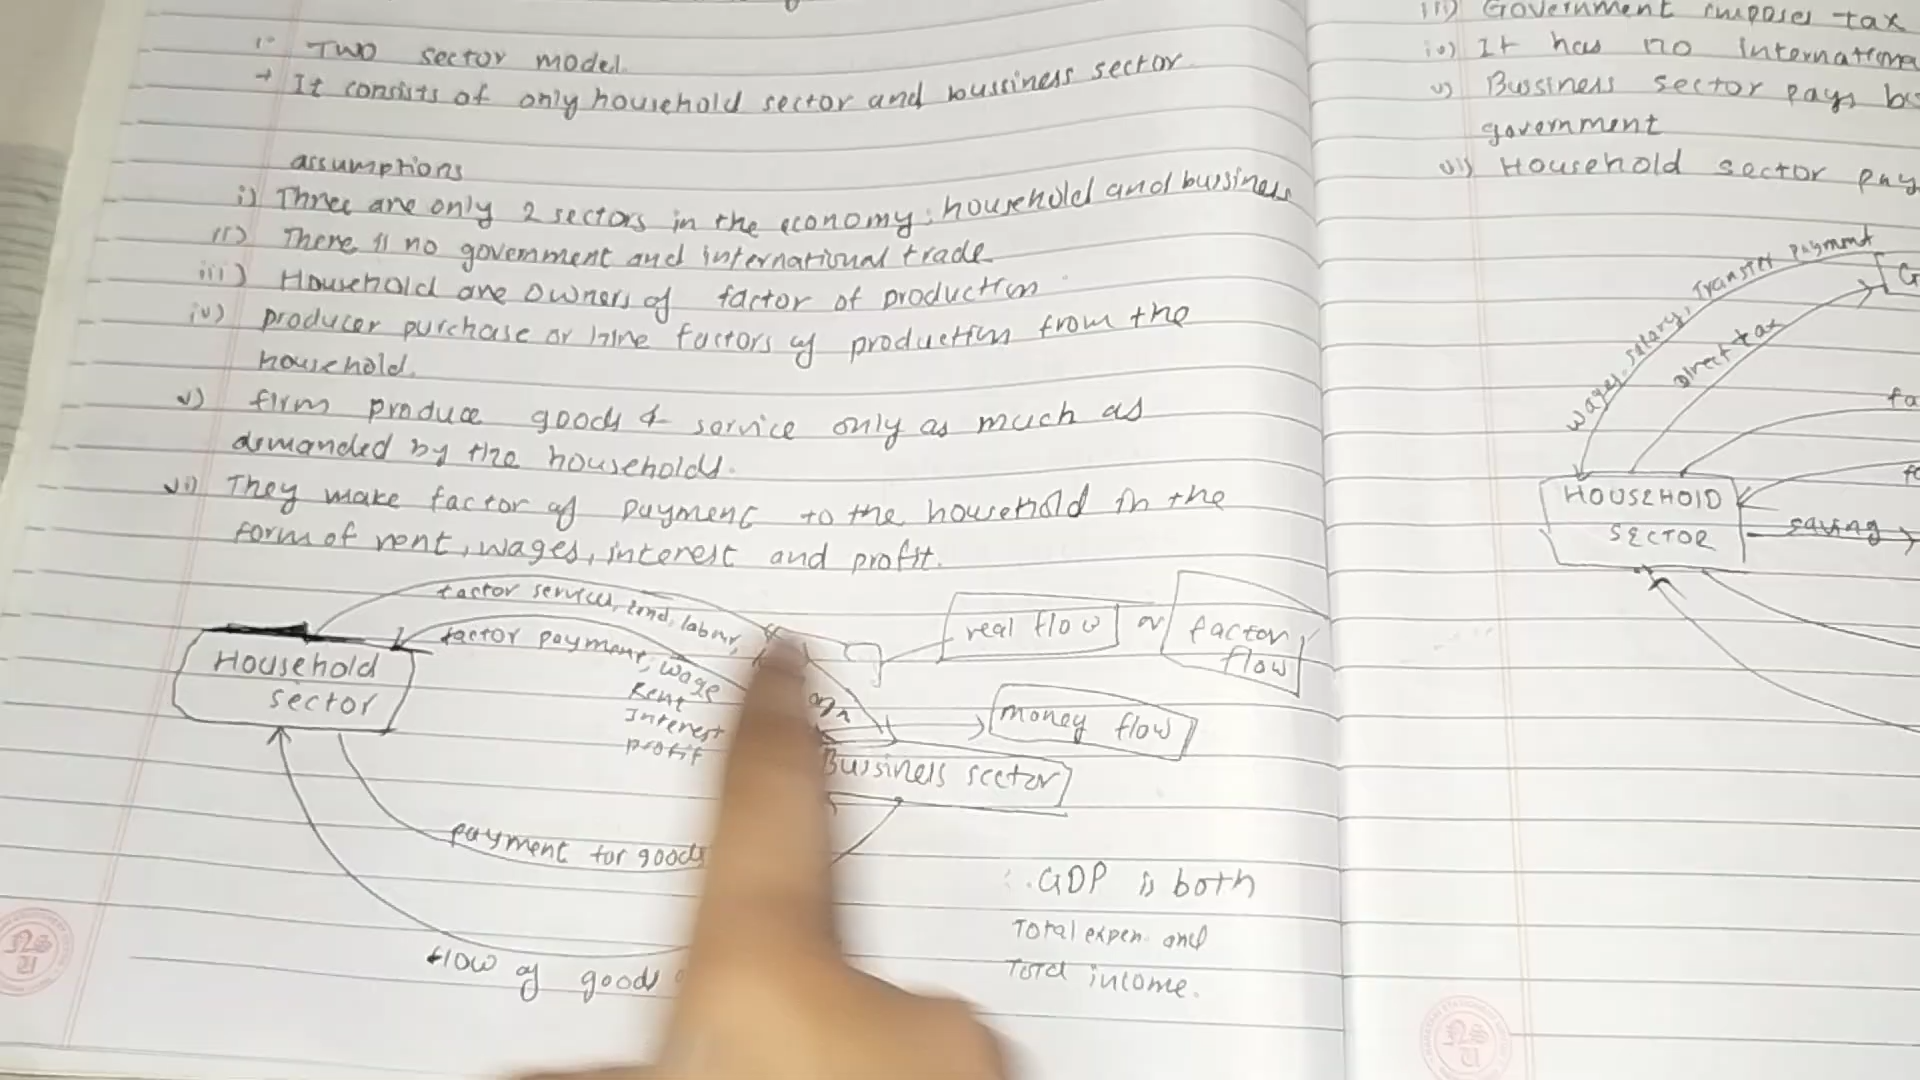 1. Two sector model.
→ It consists of only household sector and bussiness sector
assumptions
i) Three are only 2 sectors in the economy: household and bussiness
ii) There is no government and international trade.
iii) Household are owners of factor of production
iv) producer purchase or hire factors of production from the
household.
v) firm produce goods & service only as much as
demanded by the households.
vi) They make factor of payment to the household in the
form of rent, wages, interest and profit.
factor services, land, labour,
factor payment, wage
Rent
Interest
profit
Household
sector
real flow or factor
flow
money flow
Bussiness sector
payment for goods
flow of goods
∴ GDP is both
Total expen. and
Total income.
iii) Government imposes tax
iv) It has no
v) Bussiness sector pays
government
vi) Household sector
wages, salary, Transfer payment
Direct tax
HOUSEHOLD
SECTOR
saving